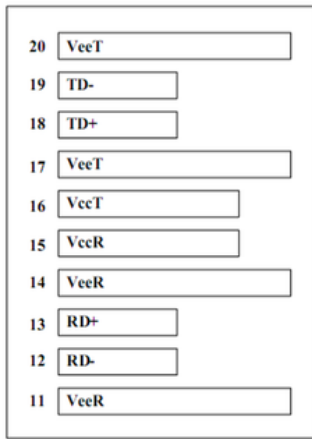 20 VeeT
19 TD-
18 TD+
17 VeeT
16 VccT
15 VccR
14 VeeR
13 RD+
12 RD-
11 VeeR